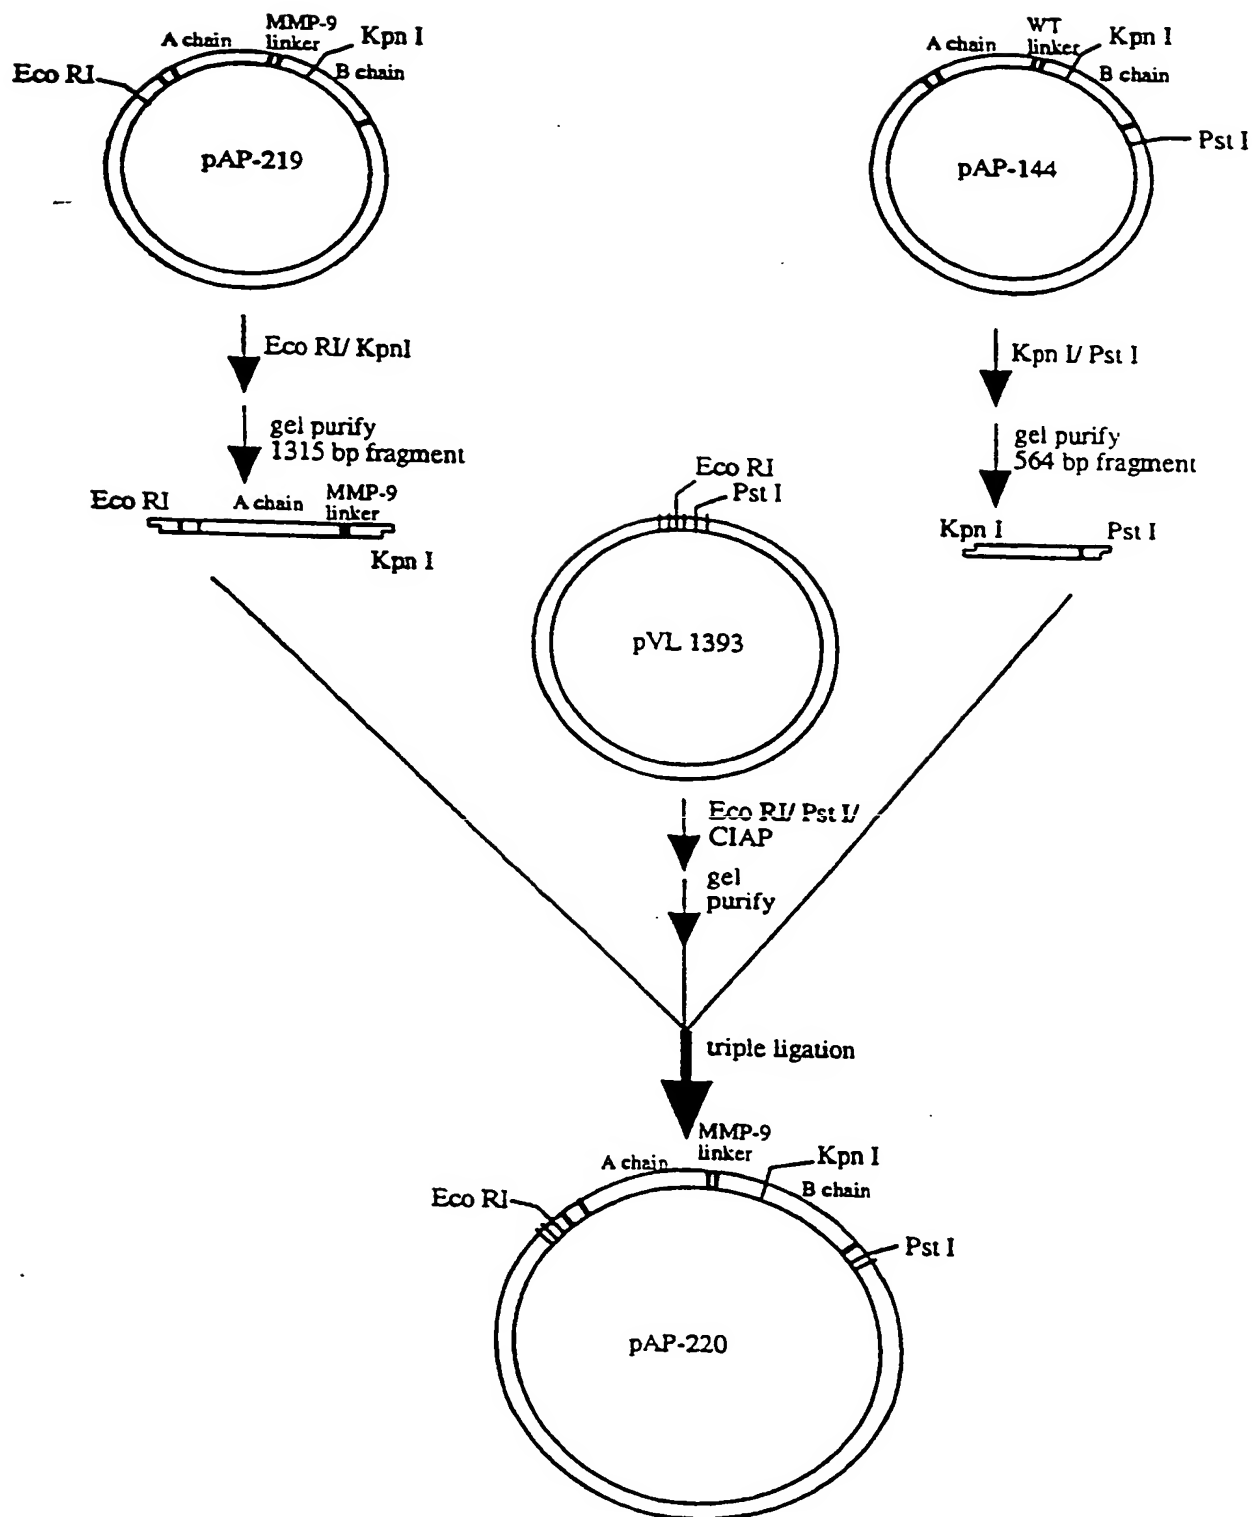 A chain
MMP-9
linker
Kpn I
Eco RI
B chain
pAP-219
A chain
WT
linker
Kpn I
B chain
Pst I
pAP-144
Eco RI/ KpnI
gel purify
1315 bp fragment
Kpn I/ Pst I
gel purify
564 bp fragment
Eco RI
A chain
MMP-9
linker
Kpn I
Eco RI
Pst I
Kpn I
Pst I
pVL 1393
Eco RI/ Pst I/
CIAP
gel
purify
triple ligation
MMP-9
linker
A chain
Kpn I
B chain
Eco RI
Pst I
pAP-220